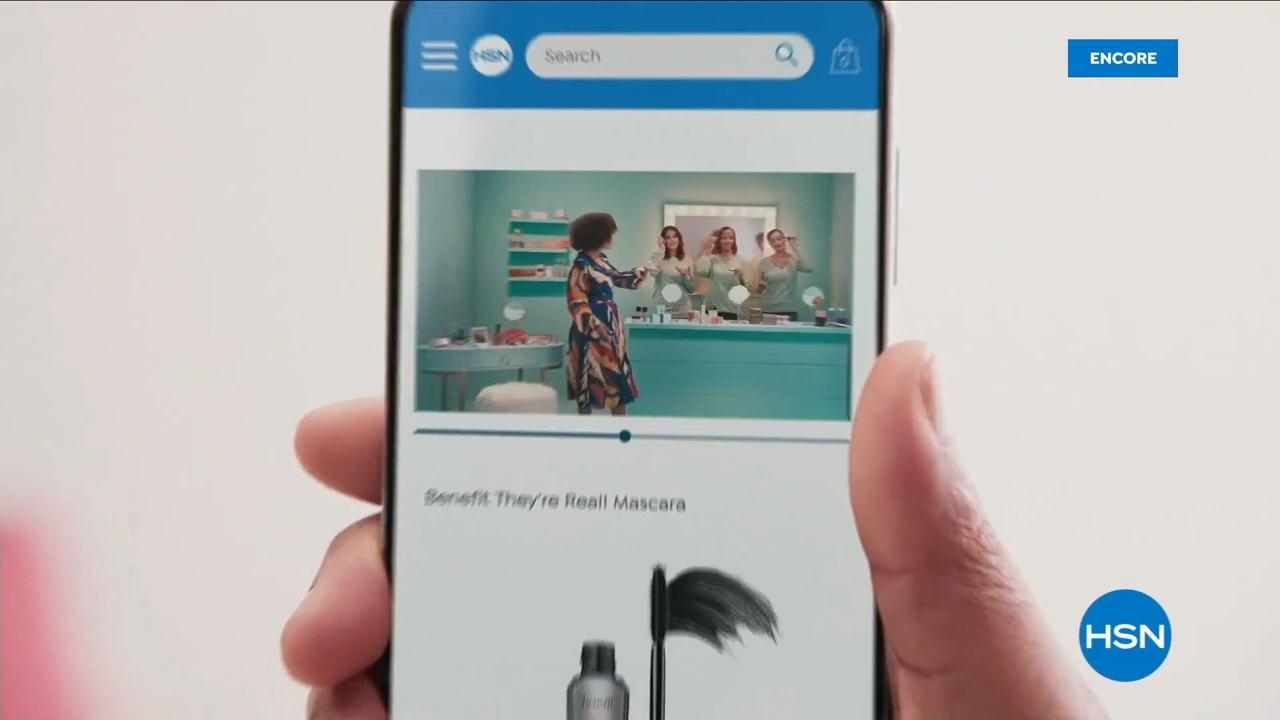 HSN
Search
ENCORE
Benefit They're Real! Mascara
HSN